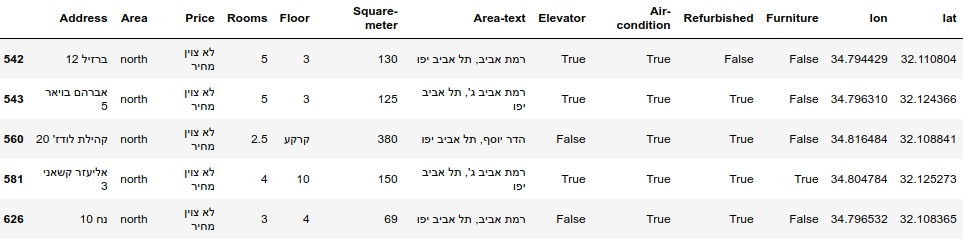 Address Area Price Rooms Floor Square-meter Area-text Elevator Air-condition Refurbished Furniture lon lat
542 ברזיל 12 north לא צוין מחיר 5 3 130 רמת אביב, תל אביב יפו True True False False 34.794429 32.110804
543 אברהם בויאר 5 north לא צוין מחיר 5 3 125 רמת אביב ג', תל אביב יפו True True True False 34.796310 32.124366
560 קהילת לודז' 20 north לא צוין מחיר 2.5 קרקע 380 הדר יוסף, תל אביב יפו False True True False 34.816484 32.108841
581 אליעזר קשאני 3 north לא צוין מחיר 4 10 150 רמת אביב ג', תל אביב יפו True True True True 34.804784 32.125273
626 נח 10 north לא צוין מחיר 3 4 69 רמת אביב, תל אביב יפו False True True False 34.796532 32.108365